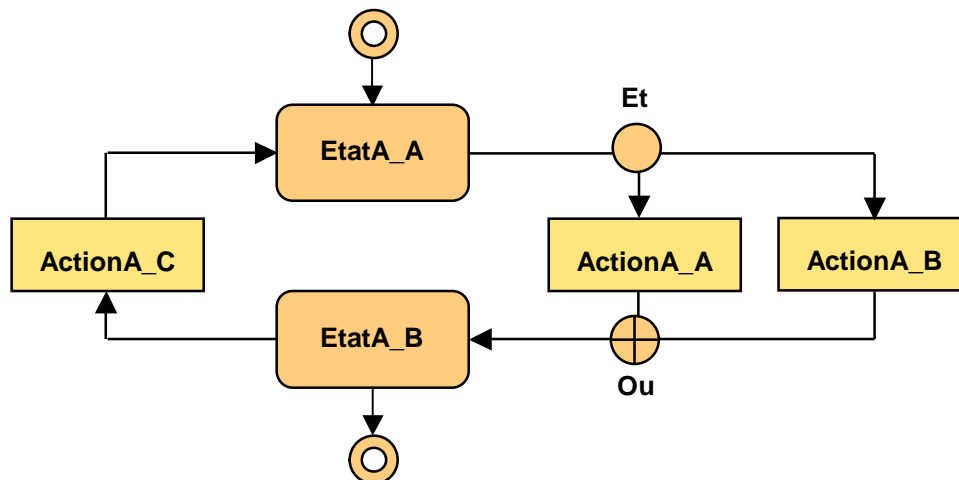 Et
EtatA_A
ActionA_C
ActionA_A
ActionA_B
EtatA_B
Ou